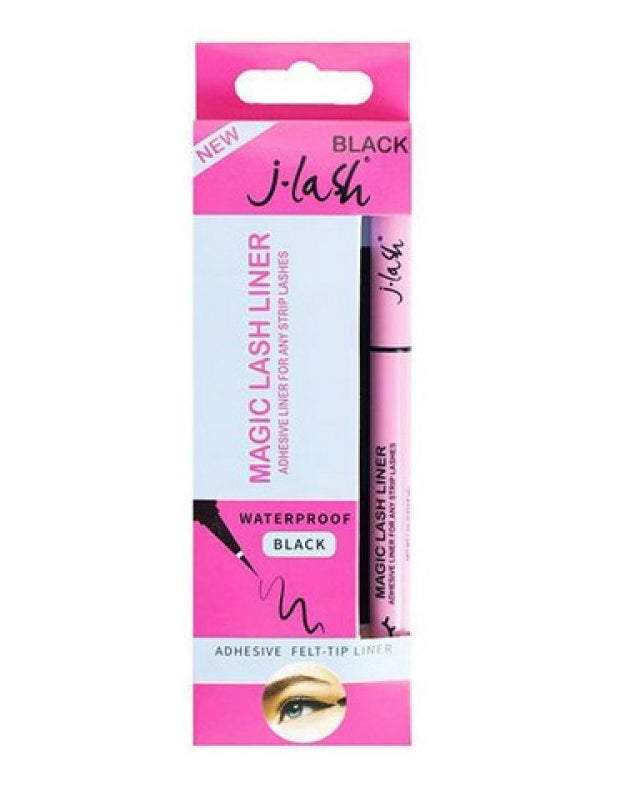 NEW
BLACK
j.lash®
MAGIC LASH LINER
ADHESIVE LINER FOR ANY STRIP LASHES
j.lash®
MAGIC LASH LINER
ADHESIVE LINER FOR ANY STRIP LASHES
WATERPROOF
BLACK
ADHESIVE FELT-TIP LINER